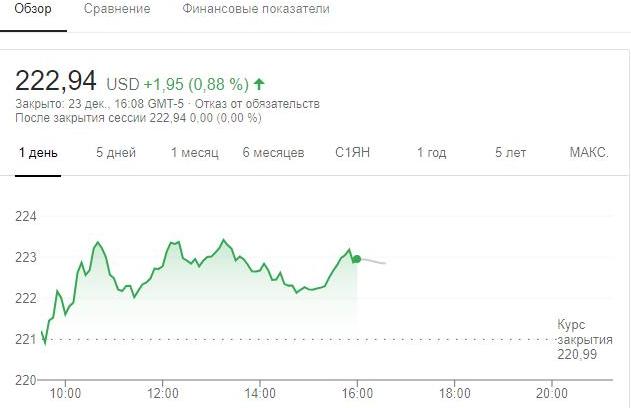 Обзор Сравнение Финансовые показатели
222,94 USD +1,95 (0,88 %)
Закрыто: 23 дек., 16:08 GMT-5 · Отказ от обязательств
После закрытия сессии 222,94 0,00 (0,00 %)
1 день 5 дней 1 месяц 6 месяцев С1ЯН 1 год 5 лет МАКС.
224
223
222
Курс
221 закрытия
220,99
220
10:00 12:00 14:00 16:00 18:00 20:00